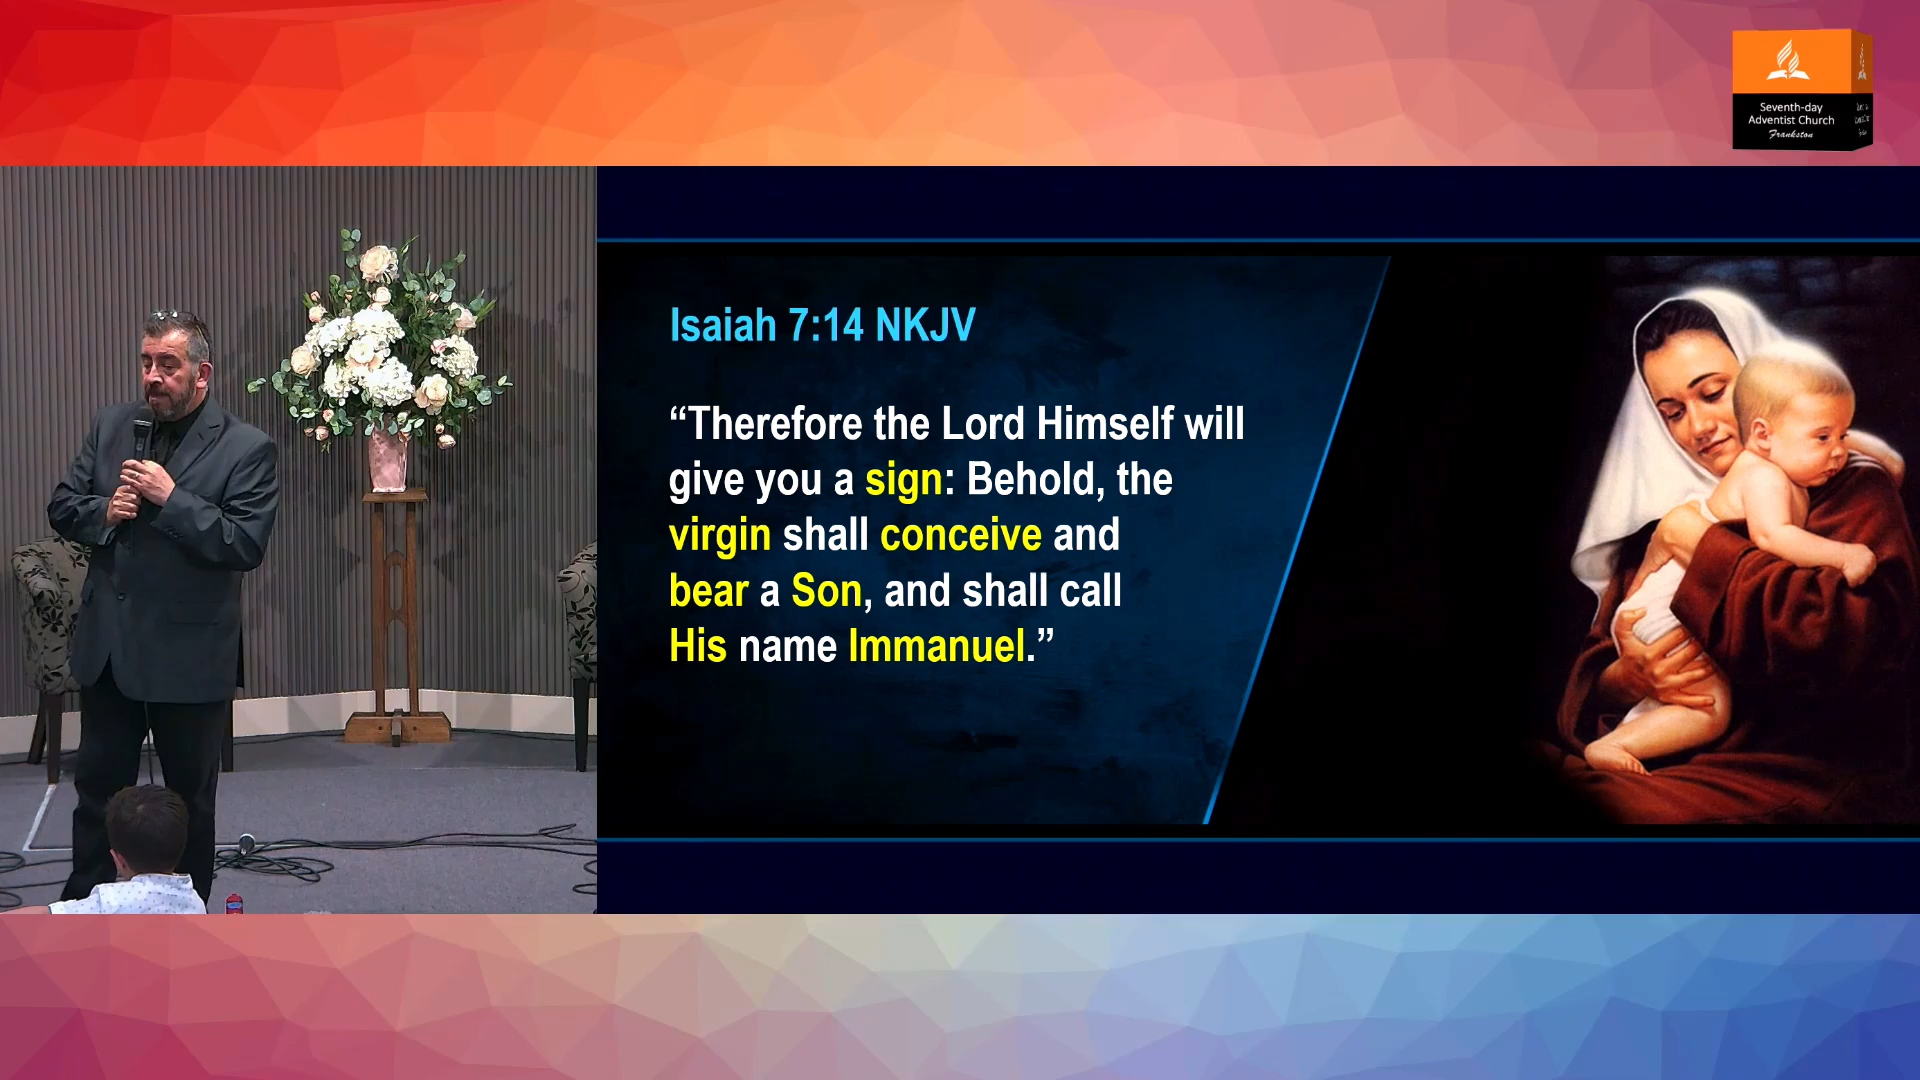 Seventh-day
Adventist Church
Frankston
Isaiah 7:14 NKJV
“Therefore the Lord Himself will
give you a sign: Behold, the
virgin shall conceive and
bear a Son, and shall call
His name Immanuel.”